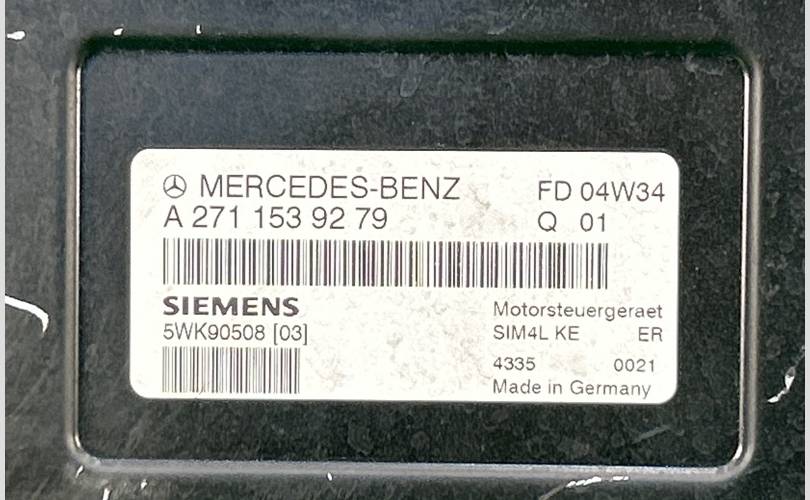 MERCEDES-BENZ FD 04W34
A 271 153 92 79 Q 01
SIEMENS
5WK90508 [03]
Motorsteuergeraet
SIM4L KE ER
4335 0021
Made in Germany